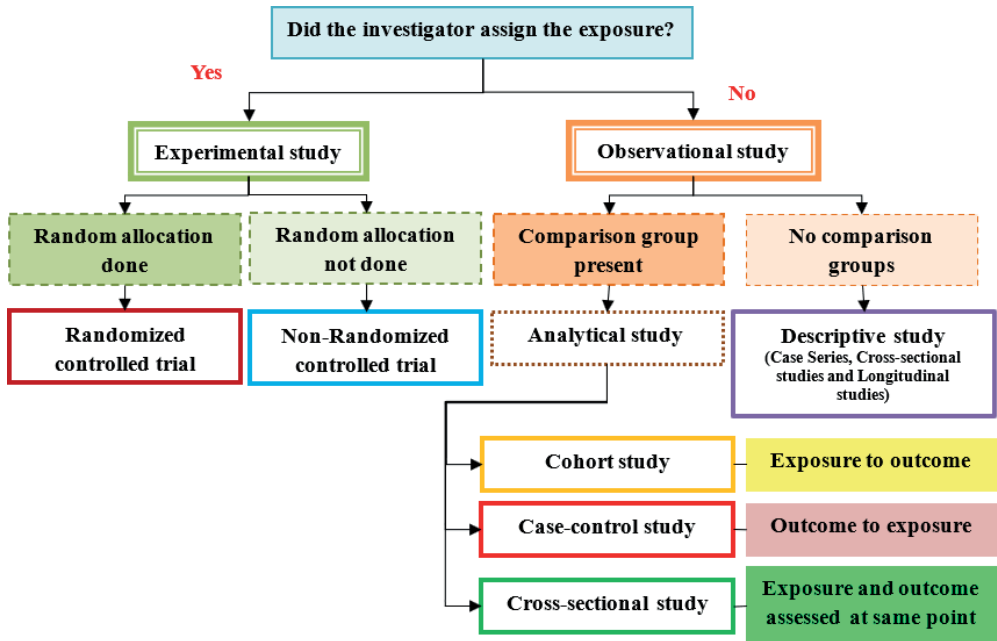 Did the investigator assign the exposure?
Yes
No
Experimental study
Observational study
Random allocation
done
Random allocation
not done
Comparison group
present
No comparison
groups
Randomized
controlled trial
Non-Randomized
controlled trial
Analytical study
Descriptive study
(Case Series, Cross-sectional
studies and Longitudinal
studies)
Cohort study
Exposure to outcome
Case-control study
Outcome to exposure
Cross-sectional study
Exposure and outcome
assessed at same point